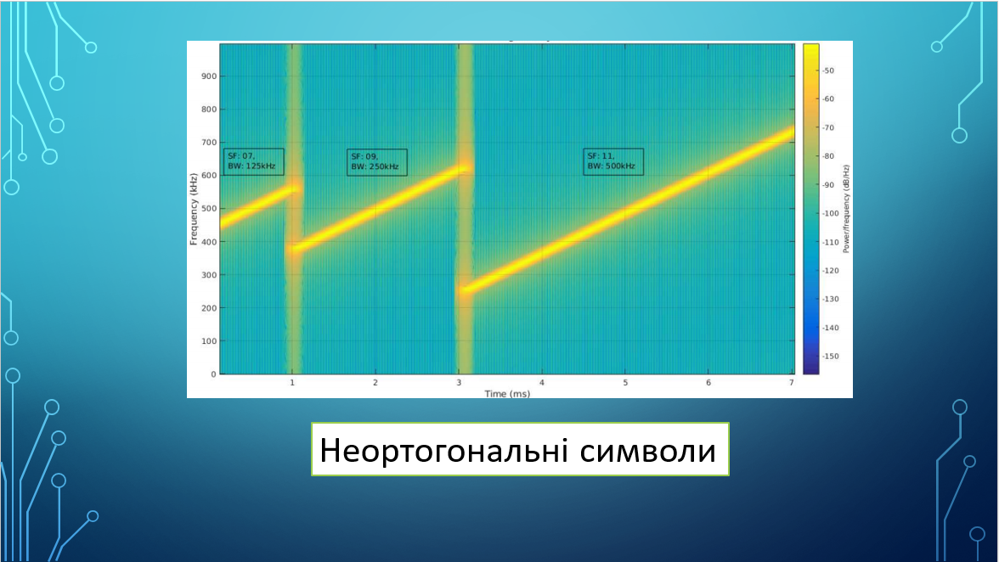 900
800
700
600
500
400
300
200
100
0
Frequency (kHz)
SF: 07,
BW: 125kHz
SF: 09,
BW: 250kHz
SF: 11,
BW: 500kHz
1 2 3 4 5 6 7
Time (ms)
-50
-60
-70
-80
-90
-100
-110
-120
-130
-140
-150
Power/frequency (dB/Hz)
Неортогональні символи